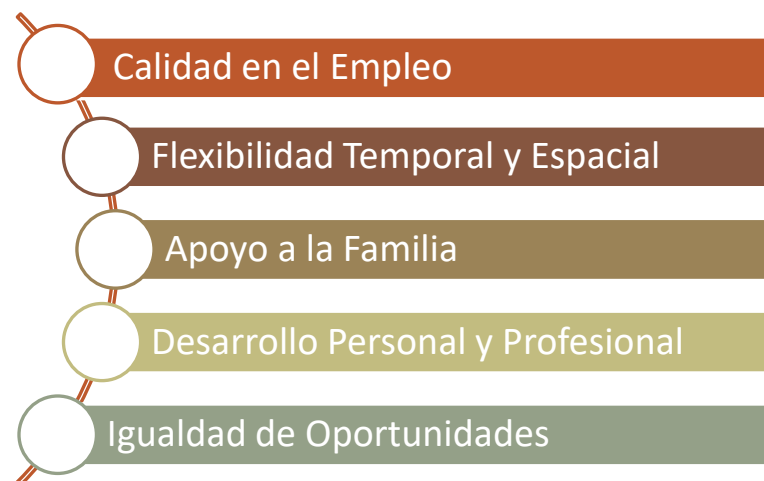 Calidad en el Empleo
Flexibilidad Temporal y Espacial
Apoyo a la Familia
Desarrollo Personal y Profesional
Igualdad de Oportunidades